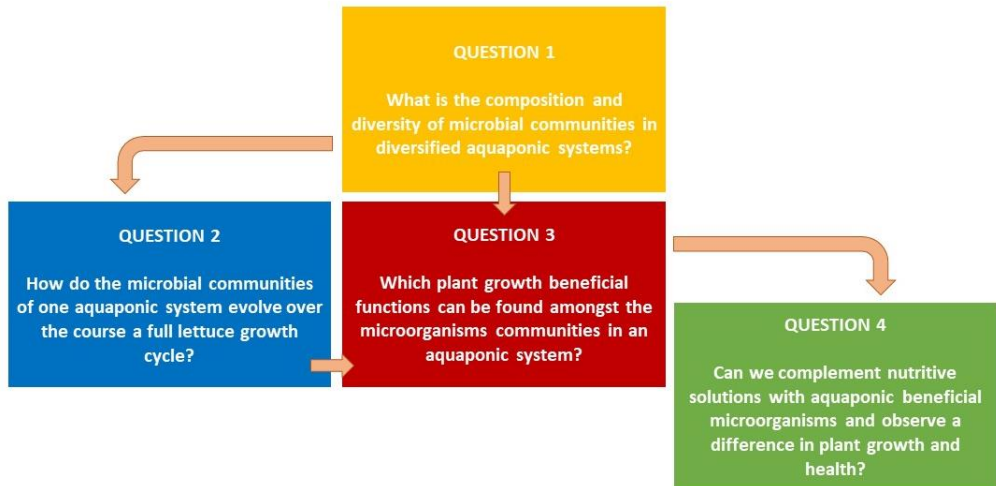 QUESTION 1
What is the composition and
diversity of microbial communities in
diversified aquaponic systems?
QUESTION 2
How do the microbial communities
of one aquaponic system evolve over
the course a full lettuce growth
cycle?
QUESTION 3
Which plant growth beneficial
functions can be found amongst the
microorganisms communities in an
aquaponic system?
QUESTION 4
Can we complement nutritive
solutions with aquaponic beneficial
microorganisms and observe a
difference in plant growth and
health?